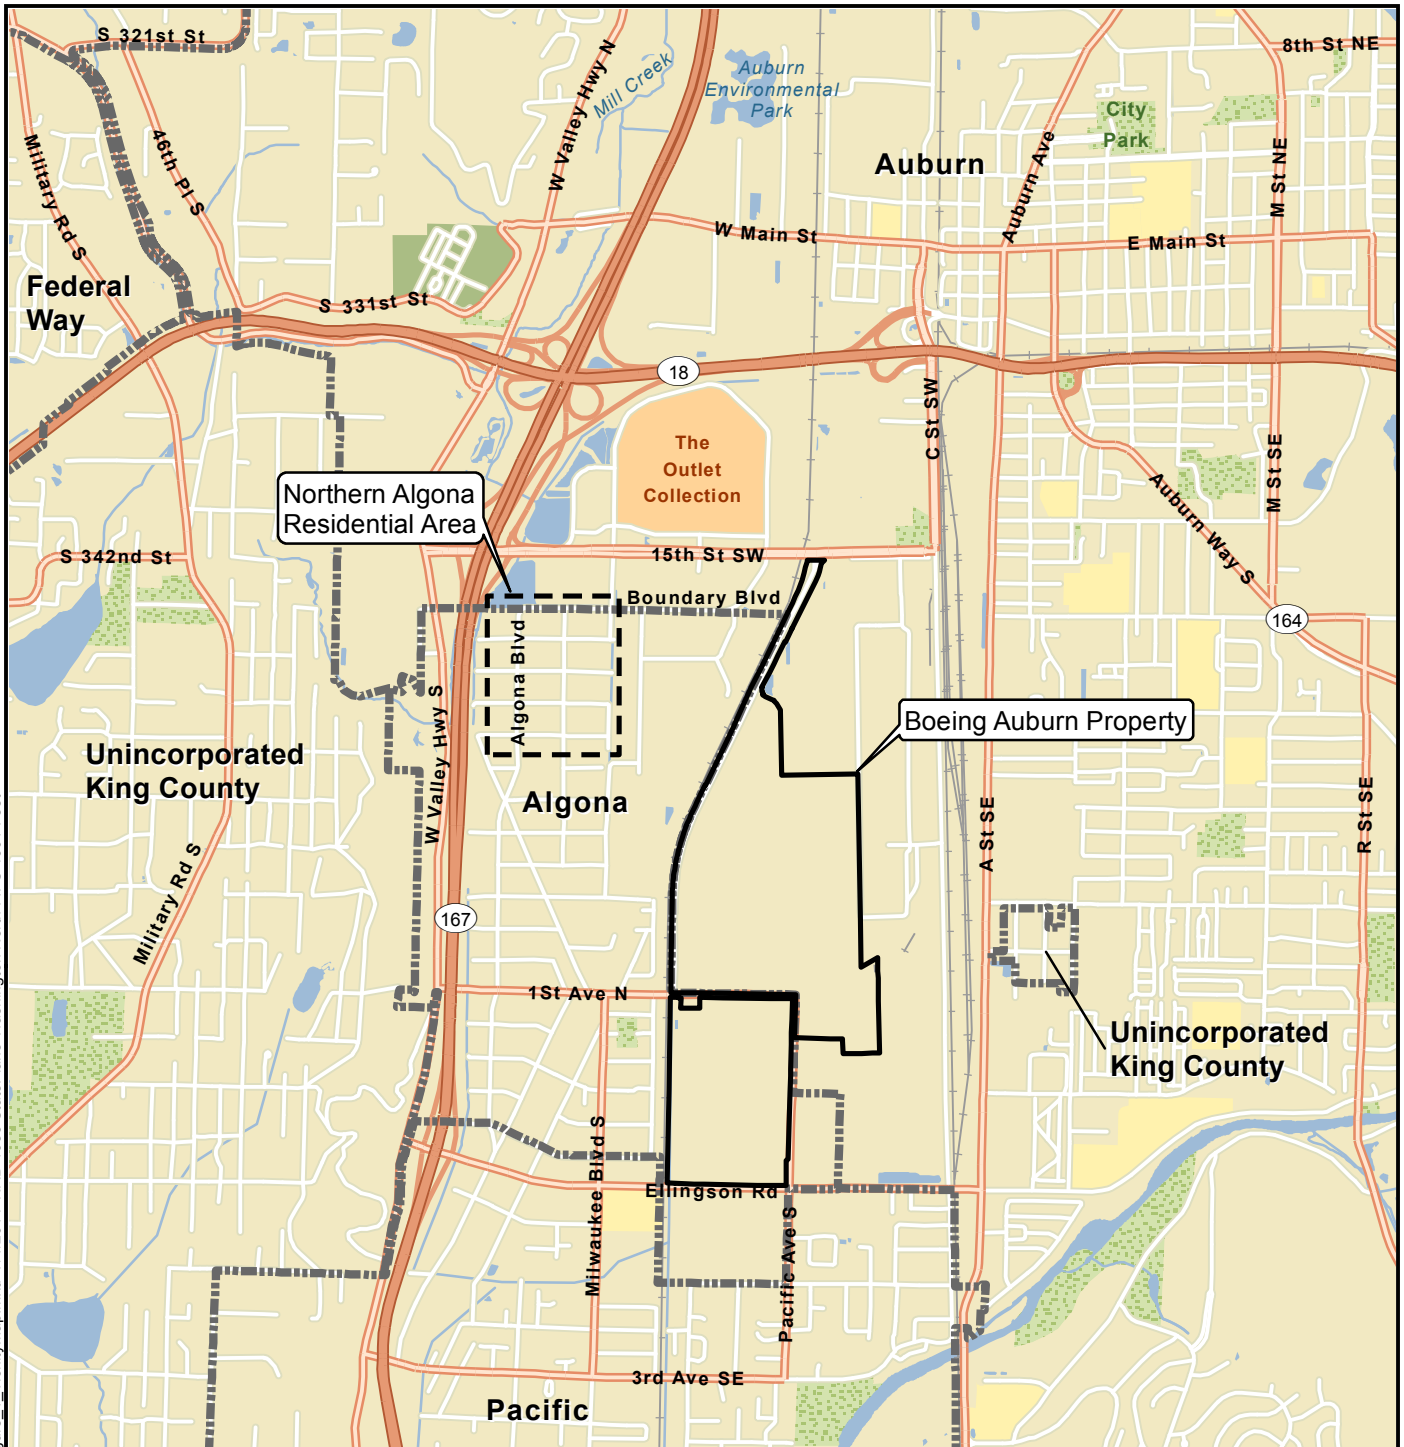 S 321st St
8th St NE
Mill Creek
W Valley Hwy N
Auburn
Environmental
Park
City
Park
46th Pl S
Military Rd S
Auburn
Auburn Ave
M St NE
W Main St
E Main St
Federal
Way
S 331st St
18
The
Outlet
Collection
C St SW
M St SE
Auburn Way S
Northern Algona
Residential Area
S 342nd St
15th St SW
Boundary Blvd
164
Algona Blvd
W Valley Hwy S
Boeing Auburn Property
Unincorporated
King County
Algona
A St SE
R St SE
Military Rd S
167
1St Ave N
Unincorporated
King County
Milwaukee Blvd S
Ellingson Rd
Pacific Ave S
3rd Ave SE
Pacific